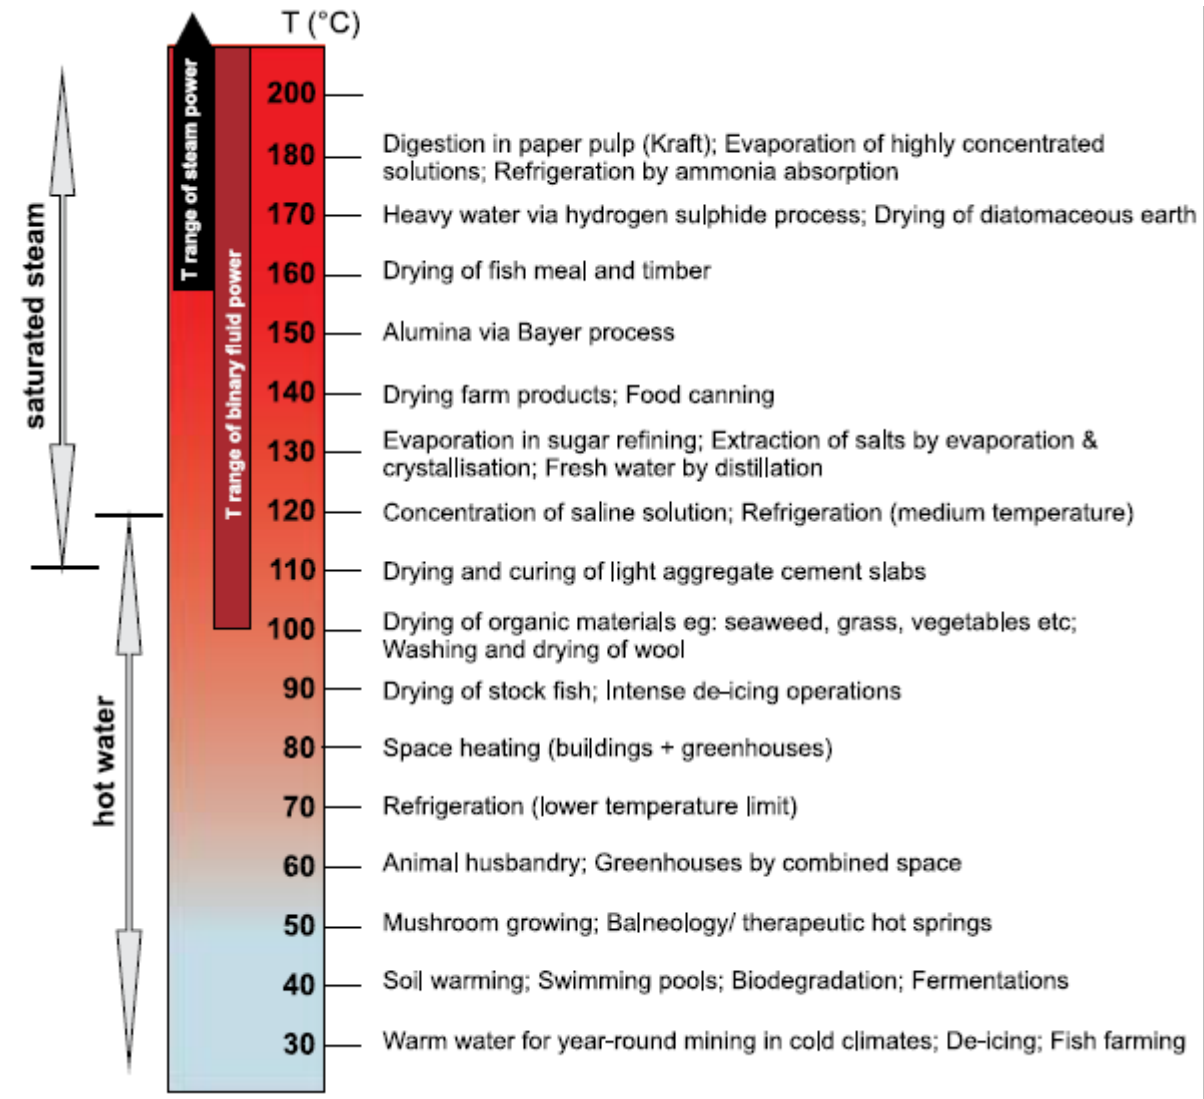 T (°C)
200
180
Digestion in paper pulp (Kraft); Evaporation of highly concentrated
solutions; Refrigeration by ammonia absorption
170
Heavy water via hydrogen sulphide process; Drying of diatomaceous earth
160
Drying of fish meal and timber
150
Alumina via Bayer process
140
Drying farm products; Food canning
130
Evaporation in sugar refining; Extraction of salts by evaporation &
crystallisation; Fresh water by distillation
120
Concentration of saline solution; Refrigeration (medium temperature)
110
Drying and curing of light aggregate cement slabs
100
Drying of organic materials eg: seaweed, grass, vegetables etc;
Washing and drying of wool
90
Drying of stock fish; Intense de-icing operations
80
Space heating (buildings + greenhouses)
70
Refrigeration (lower temperature limit)
60
Animal husbandry; Greenhouses by combined space
50
Mushroom growing; Balneology/ therapeutic hot springs
40
Soil warming; Swimming pools; Biodegradation; Fermentations
30
Warm water for year-round mining in cold climates; De-icing; Fish farming
saturated steam
hot water
T range of steam power
T range of binary fluid power